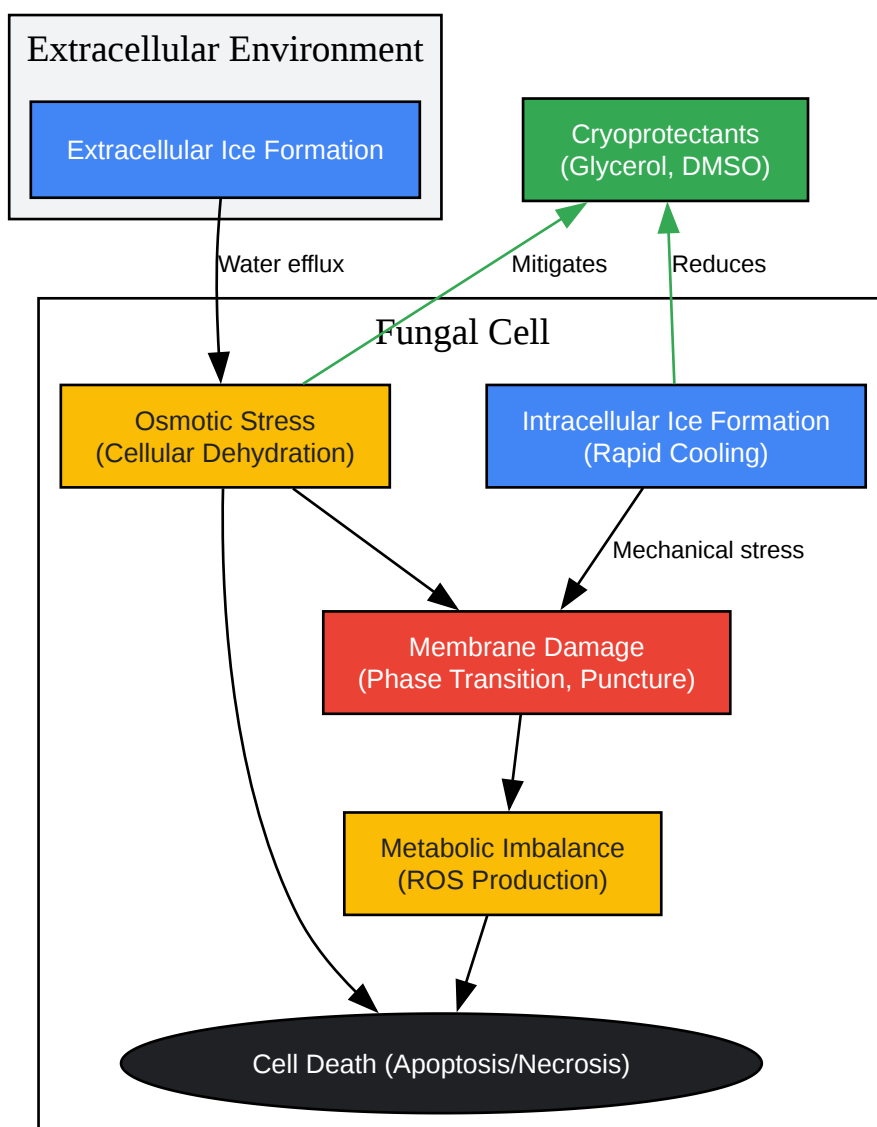 Extracellular Environment
Extracellular Ice Formation
Cryoprotectants
(Glycerol, DMSO)
Water efflux
Mitigates
Reduces
Fungal Cell
Osmotic Stress
(Cellular Dehydration)
Intracellular Ice Formation
(Rapid Cooling)
Mechanical stress
Membrane Damage
(Phase Transition, Puncture)
Metabolic Imbalance
(ROS Production)
Cell Death (Apoptosis/Necrosis)